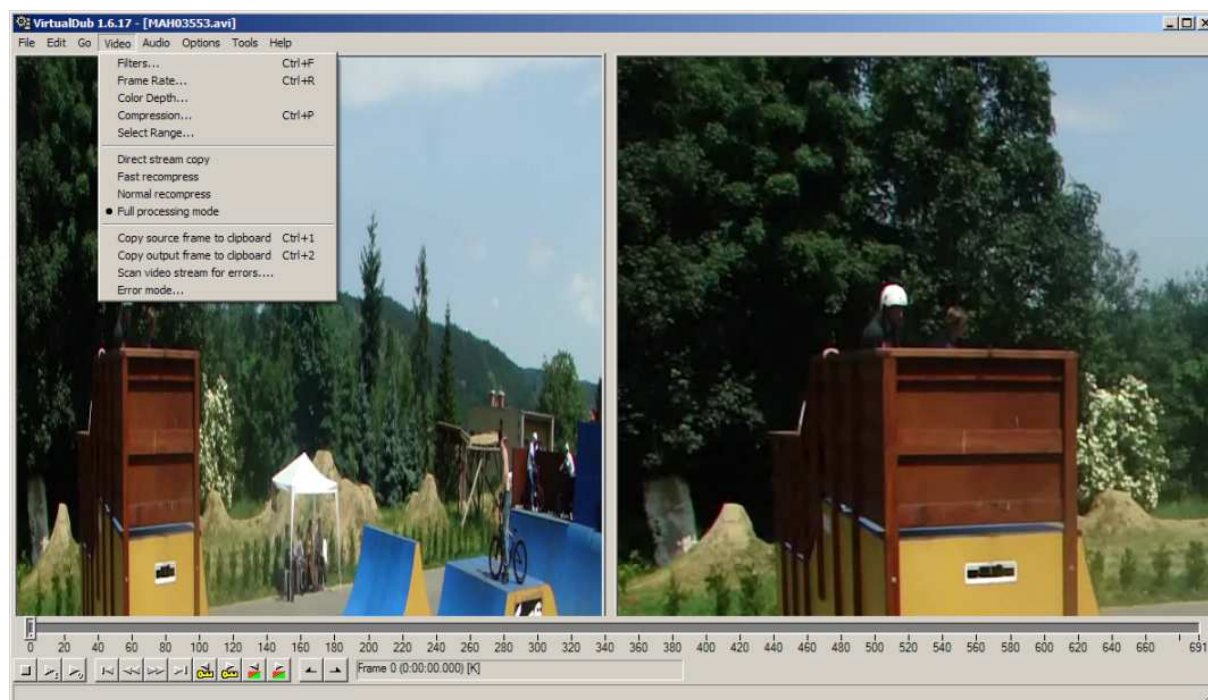 VirtualDub 1.6.17 - [MAH03553.avi]
File Edit Go Video Audio Options Tools Help
Filters... Ctrl+F
Frame Rate... Ctrl+R
Color Depth...
Compression... Ctrl+P
Select Range...
Direct stream copy
Fast recompress
Normal recompress
Full processing mode
Copy source frame to clipboard Ctrl+1
Copy output frame to clipboard Ctrl+2
Scan video stream for errors....
Error mode...
0 20 40 60 80 100 120 140 160 180 200 220 240 260 280 300 320 340 360 380 400 420 440 460 480 500 520 540 560 580 600 620 640 660 691
Frame 0 (0:00:00.000) [K]